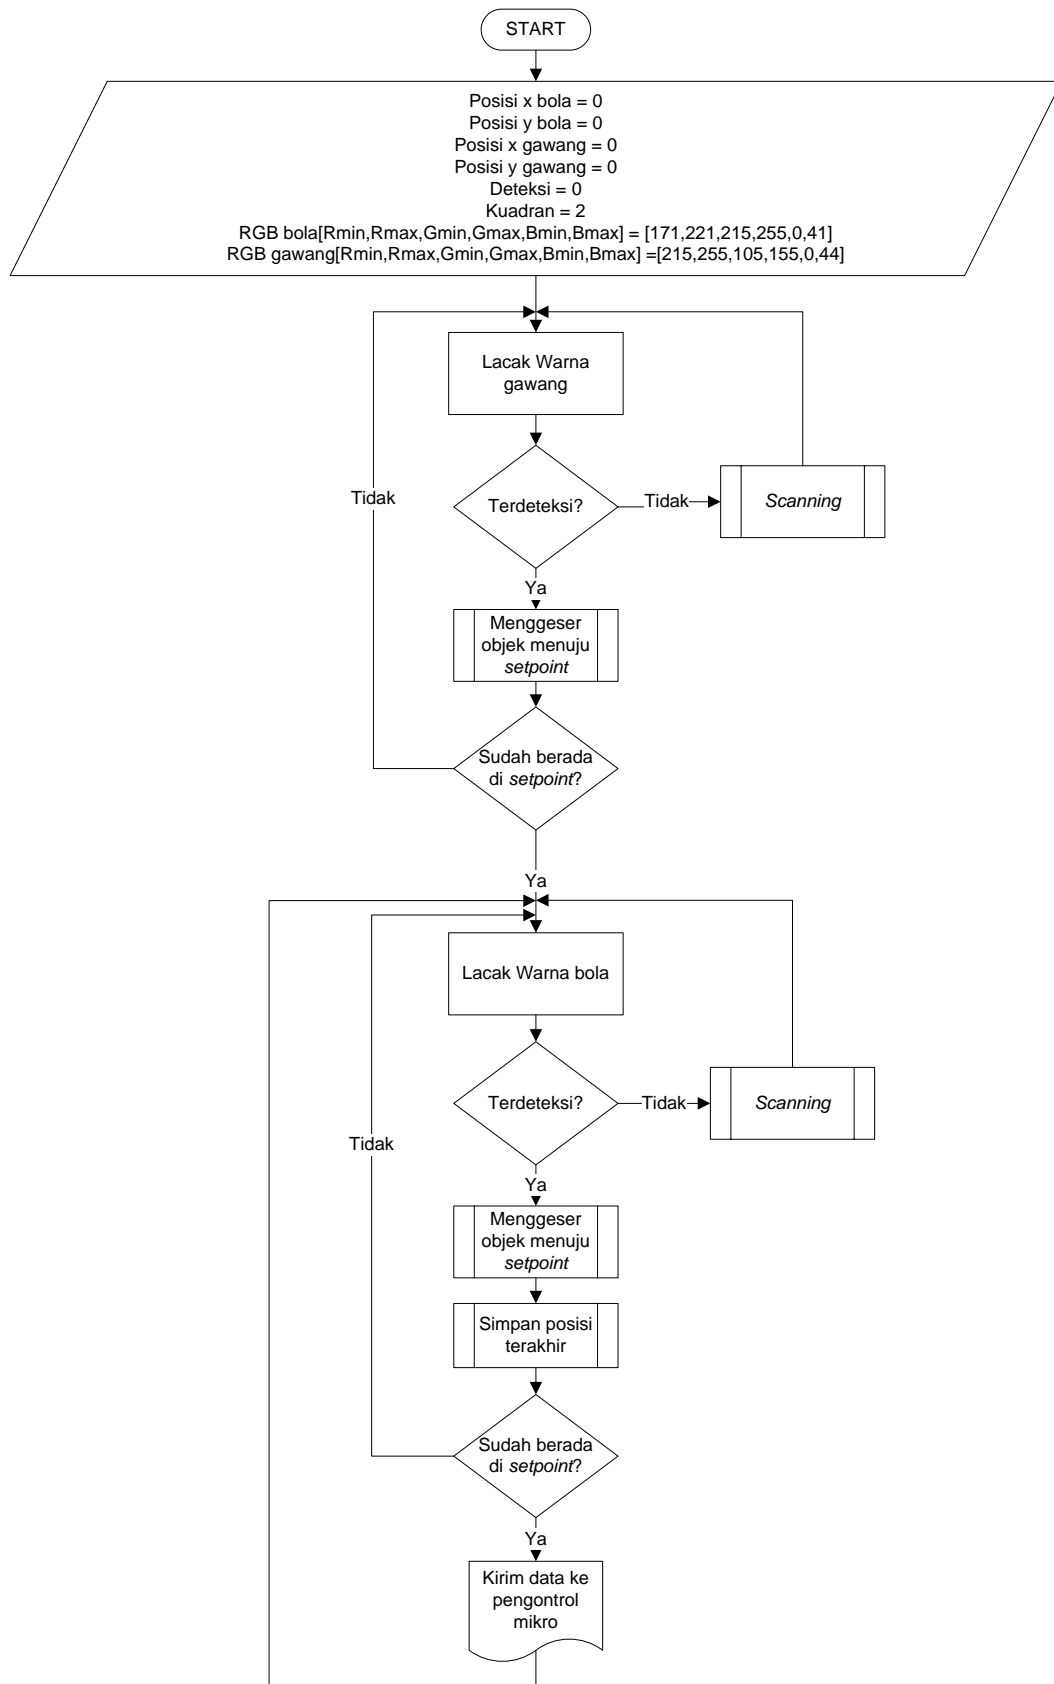 START
Posisi x bola = 0
Posisi y bola = 0
Posisi x gawang = 0
Posisi y gawang = 0
Deteksi = 0
Kuadran = 2
RGB bola[Rmin,Rmax,Gmin,Gmax,Bmin,Bmax] = [171,221,215,255,0,41]
RGB gawang[Rmin,Rmax,Gmin,Gmax,Bmin,Bmax] =[215,255,105,155,0,44]
Lacak Warna
gawang
Tidak
Terdeteksi?
Tidak
Scanning
Ya
Menggeser
objek menuju
setpoint
Sudah berada
di setpoint?
Ya
Lacak Warna bola
Terdeteksi?
Tidak
Scanning
Tidak
Ya
Menggeser
objek menuju
setpoint
Simpan posisi
terakhir
Sudah berada
di setpoint?
Ya
Kirim data ke
pengontrol
mikro